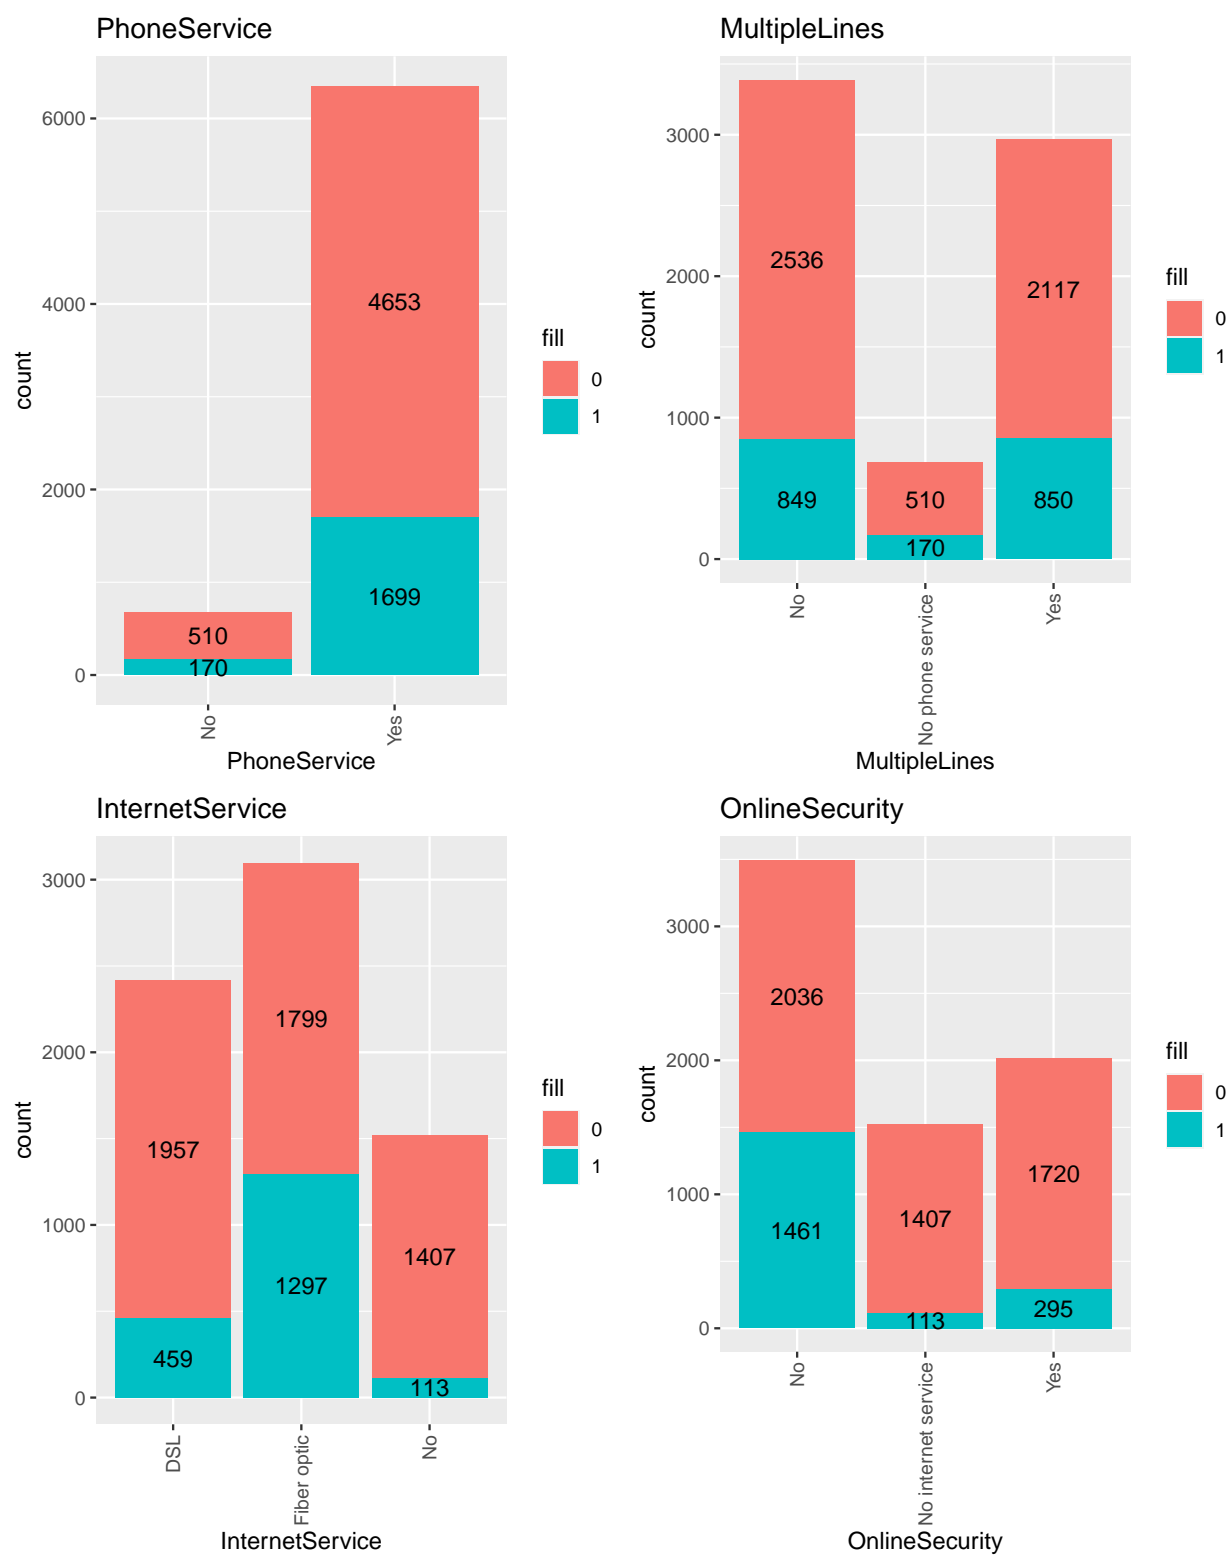 PhoneService
6000
4000
2000
0
count
4653
1699
510
170
No
Yes
PhoneService
fill
0
1
MultipleLines
3000
2000
1000
0
count
2536
849
510
170
2117
850
No
No phone service
Yes
MultipleLines
fill
0
1
InternetService
3000
2000
1000
0
count
1957
459
1799
1297
1407
113
DSL
Fiber optic
No
InternetService
fill
0
1
OnlineSecurity
3000
2000
1000
0
count
2036
1461
1407
113
1720
295
No
No internet service
Yes
OnlineSecurity
fill
0
1